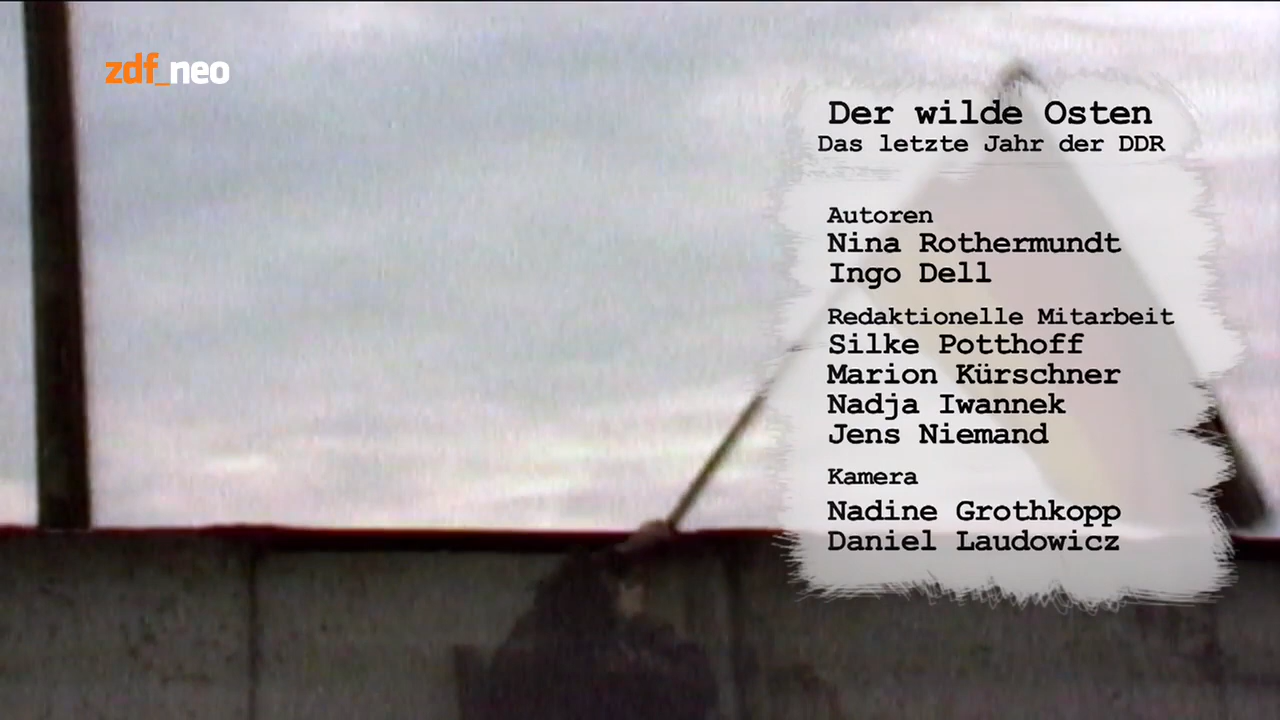 zdf_neo
Der wilde Osten
Das letzte Jahr der DDR
Autoren
Nina Rothermundt
Ingo Dell
Redaktionelle Mitarbeit
Silke Potthoff
Marion Kürschner
Nadja Iwannek
Jens Niemand
Kamera
Nadine Grothkopp
Daniel Laudowicz